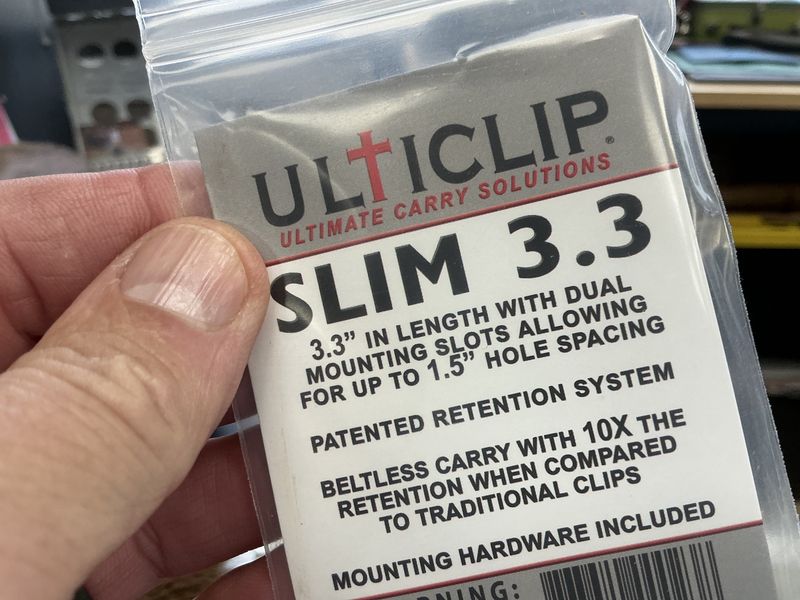 ULTICLIP®
ULTIMATE CARRY SOLUTIONS
SLIM 3.3
3.3” IN LENGTH WITH DUAL
MOUNTING SLOTS ALLOWING
FOR UP TO 1.5” HOLE SPACING
PATENTED RETENTION SYSTEM
BELTLESS CARRY WITH 10X THE
RETENTION WHEN COMPARED
TO TRADITIONAL CLIPS
MOUNTING HARDWARE INCLUDED